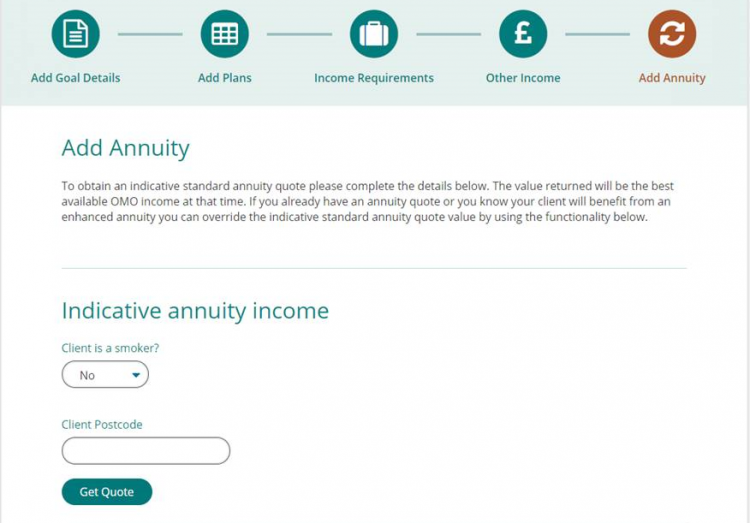 £
Add Goal Details
Add Plans
Income Requirements
Other Income
Add Annuity
Add Annuity
To obtain an indicative standard annuity quote please complete the details below. The value returned will be the best
available OMO income at that time. If you already have an annuity quote or you know your client will benefit from an
enhanced annuity you can override the indicative standard annuity quote value by using the functionality below.
Indicative annuity income
Client is a smoker?
No
Client Postcode
Get Quote